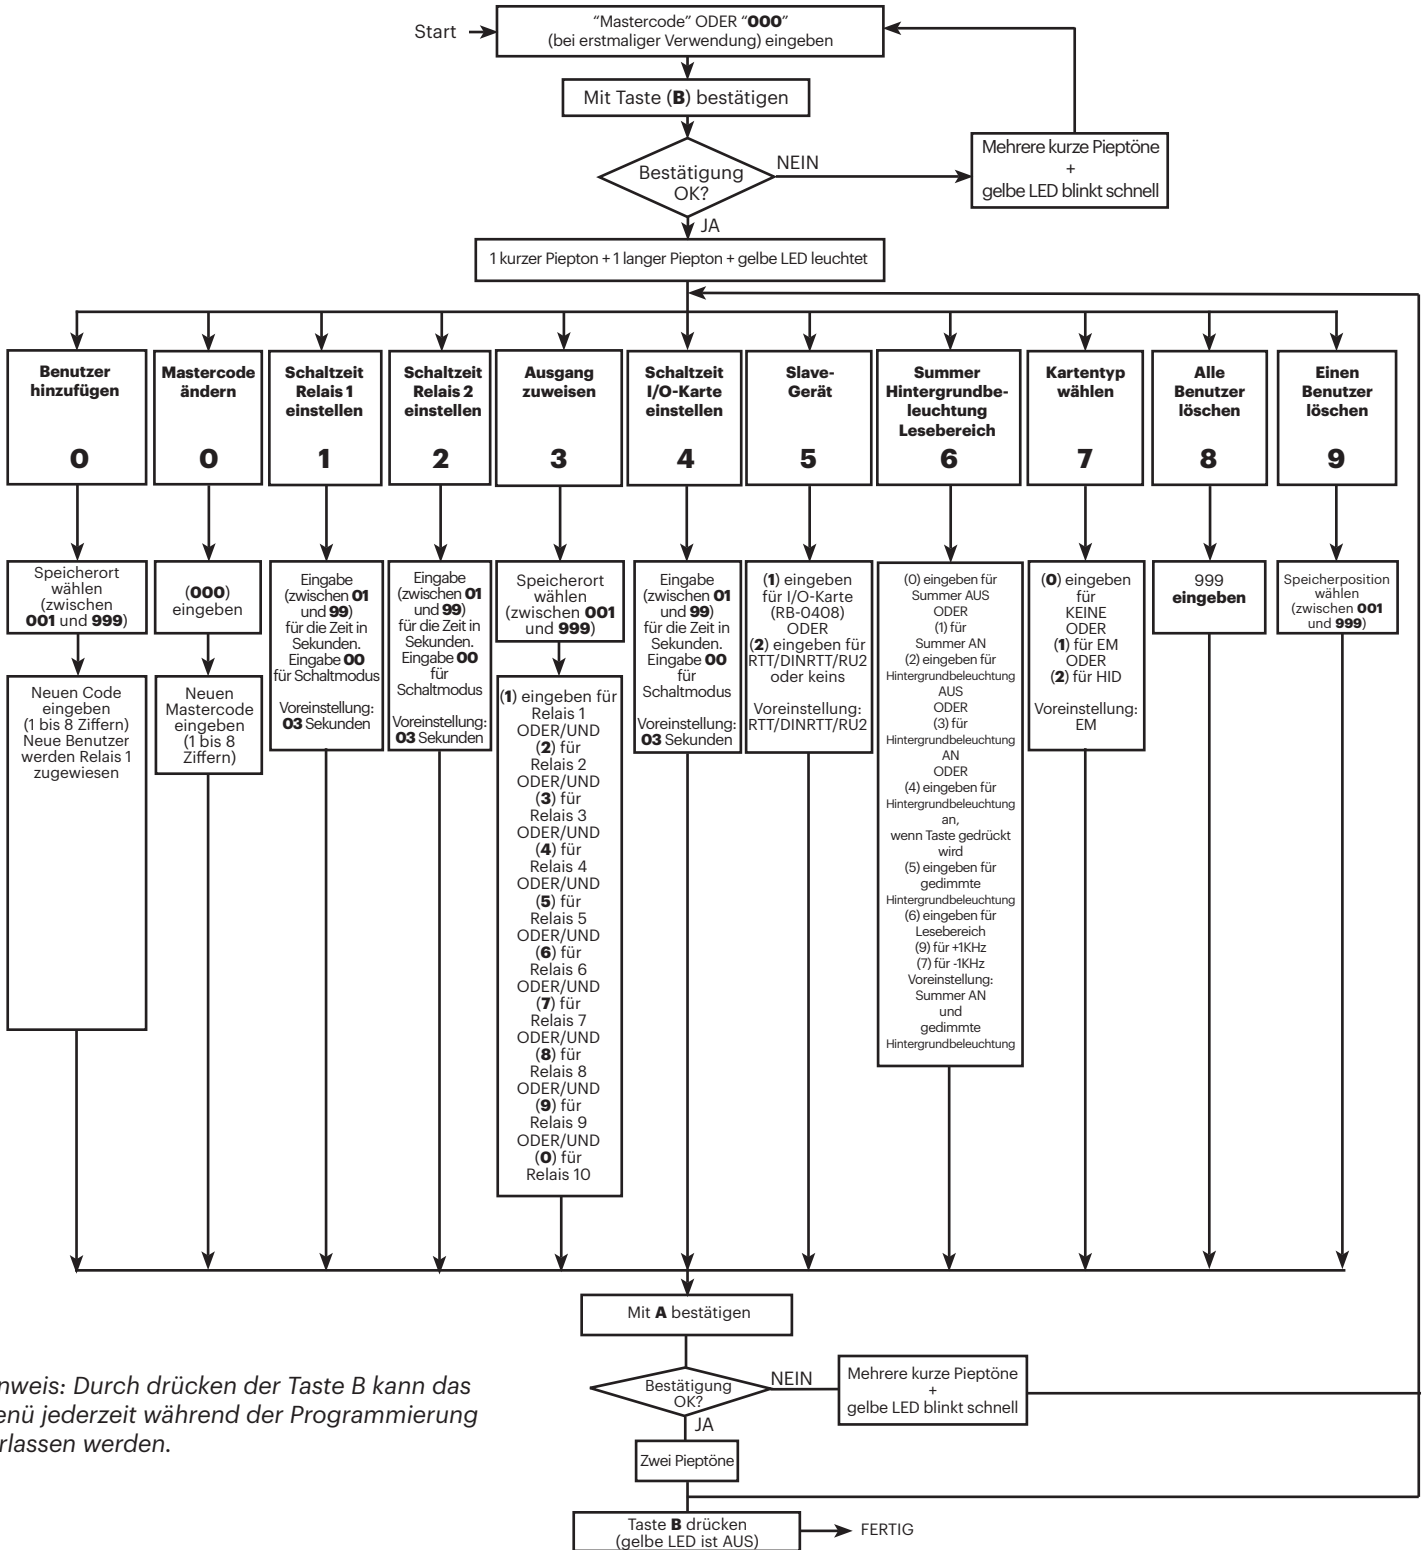 Start
“Mastercode” ODER “000”
(bei erstmaliger Verwendung) eingeben
Mit Taste (B) bestätigen
Bestätigung
OK?
NEIN
Mehrere kurze Pieptöne
+
gelbe LED blinkt schnell
JA
1 kurzer Piepton + 1 langer Piepton + gelbe LED leuchtet
Benutzer
hinzufügen
0
Mastercode
ändern
0
Schaltzeit
Relais 1
einstellen
1
Schaltzeit
Relais 2
einstellen
2
Ausgang
zuweisen
3
Schaltzeit
I/O-Karte
einstellen
4
Slave-
Gerät
5
Summer
Hintergrundbe-
leuchtung
Lesebereich
6
Kartentyp
wählen
7
Alle
Benutzer
löschen
8
Einen
Benutzer
löschen
9
Speicherort
wählen
(zwischen
001 und 999)
Neuen Code
eingeben
(1 bis 8 Ziffern)
Neue Benutzer
werden Relais 1
zugewiesen
(000)
eingeben
Neuen
Mastercode
eingeben
(1 bis 8
Ziffern)
Eingabe
(zwischen 01
und 99)
für die Zeit in
Sekunden.
Eingabe 00
für Schaltmodus
Voreinstellung:
03 Sekunden
Eingabe
(zwischen 01
und 99)
für die Zeit in
Sekunden.
Eingabe 00
für
Schaltmodus
Voreinstellung:
03 Sekunden
Speicherort
wählen
(zwischen 001
und 999)
(1) eingeben für
Relais 1
ODER/UND
(2) für
Relais 2
ODER/UND
(3) für
Relais 3
ODER/UND
(4) für
Relais 4
ODER/UND
(5) für
Relais 5
ODER/UND
(6) für
Relais 6
ODER/UND
(7) für
Relais 7
ODER/UND
(8) für
Relais 8
ODER/UND
(9) für
Relais 9
ODER/UND
(0) für
Relais 10
Eingabe
(zwischen 01
und 99)
für die Zeit in
Sekunden.
Eingabe 00
für
Schaltmodus
Voreinstellung:
03 Sekunden
(1) eingeben
für I/O-Karte
(RB-0408)
ODER
(2) eingeben für
RTT/DINRTT/RU2
oder keins
Voreinstellung:
RTT/DINRTT/RU2
(0) eingeben für
Summer AUS
ODER
(1) für
Summer AN
(2) eingeben für
Hintergrundbeleuchtung
AUS
ODER
(3) für
Hintergrundbeleuchtung
AN
ODER
(4) eingeben für
Hintergrundbeleuchtung
an,
wenn Taste gedrückt
wird
(5) eingeben für
gedimmte
Hintergrundbeleuchtung
(6) eingeben für
Lesebereich
(9) für +1KHz
(7) für -1KHz
Voreinstellung:
Summer AN
und
gedimmte
Hintergrundbeleuchtung
(0) eingeben
für
KEINE
ODER
(1) für EM
ODER
(2) für HID
Voreinstellung:
EM
999
eingeben
Speicherposition
wählen
(zwischen 001
und 999)
Mit A bestätigen
Bestätigung
OK?
NEIN
Mehrere kurze Pieptöne
+
gelbe LED blinkt schnell
JA
Zwei Pieptöne
Taste B drücken
(gelbe LED ist AUS)
FERTIG
nweis: Durch drücken der Taste B kann das
enü jederzeit während der Programmierung
rlassen werden.